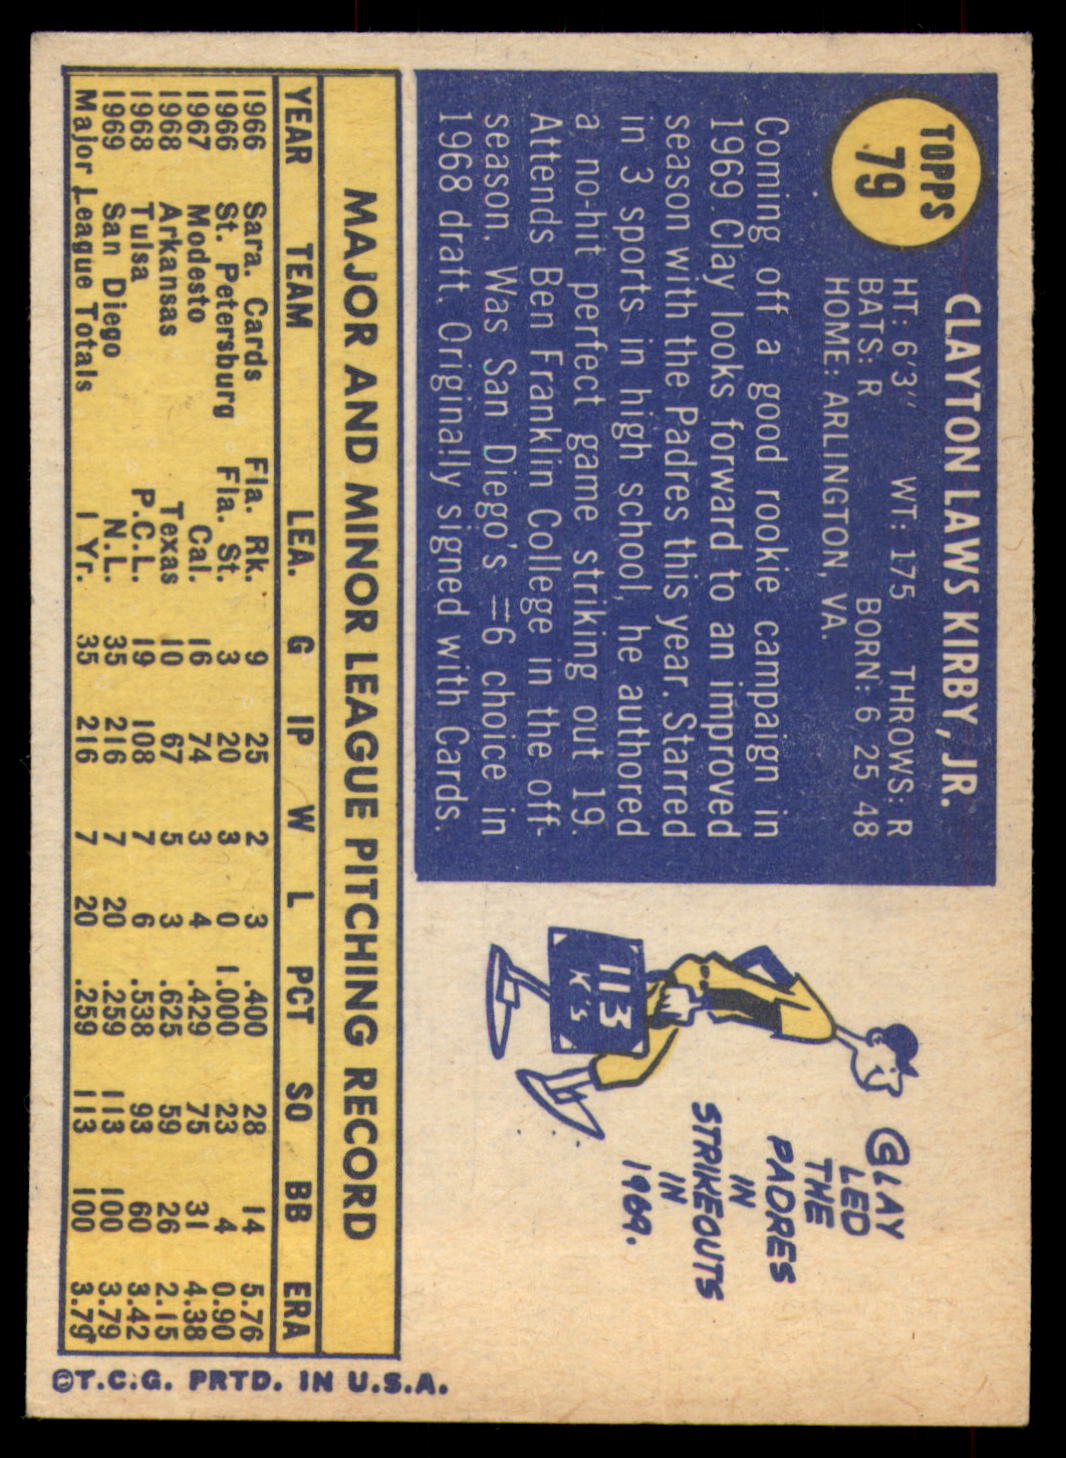 TOPPS
79
CLAYTON LAWS KIRBY, JR.
HT: 6'3" WT: 175 THROWS: R
BATS: R BORN: 6 25 48
HOME: ARLINGTON, VA.
Coming off a good rookie campaign in
1969 Clay looks forward to an improved
season with the Padres this year. Starred
in 3 sports in high school, he authored
a no-hit perfect game striking out 19.
Attends Ben Franklin College in the off-
season. Was San Diego's =6 choice in
1968 draft. Originally signed with Cards.
CLAY
LED
THE
PADRES
IN
STRIKEOUTS
IN
1969.
113
K's
MAJOR AND MINOR LEAGUE PITCHING RECORD
YEAR TEAM LEA. G IP W L PCT SO BB ERA
1966 Sara. Cards Fla. Rk. 9 25 2 3 .400 28 14 5.76
1966 St. Petersburg Fla. St. 3 20 3 0 1.000 23 4 0.90
1967 Modesto Cal. 16 74 3 4 .429 75 31 4.38
1968 Arkansas Texas 10 67 5 3 .625 59 26 2.15
1968 Tulsa P.C.L. 19 108 7 6 .538 93 60 3.42
1969 San Diego N.L. 35 216 7 20 .259 113 100 3.79
Major League Totals 1 Yr. 35 216 7 20 .259 113 100 3.79
©T.C.G. PRTD. IN U.S.A.